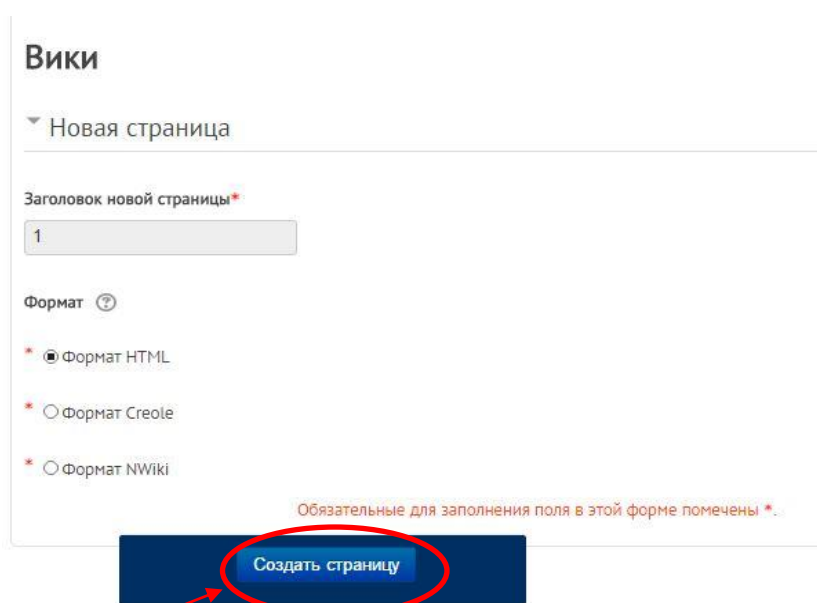 Вики
Новая страница
Заголовок новой страницы*
1
Формат ?
* Формат HTML
* Формат Creole
* Формат NWiki
Обязательные для заполнения поля в этой форме помечены *.
Создать страницу